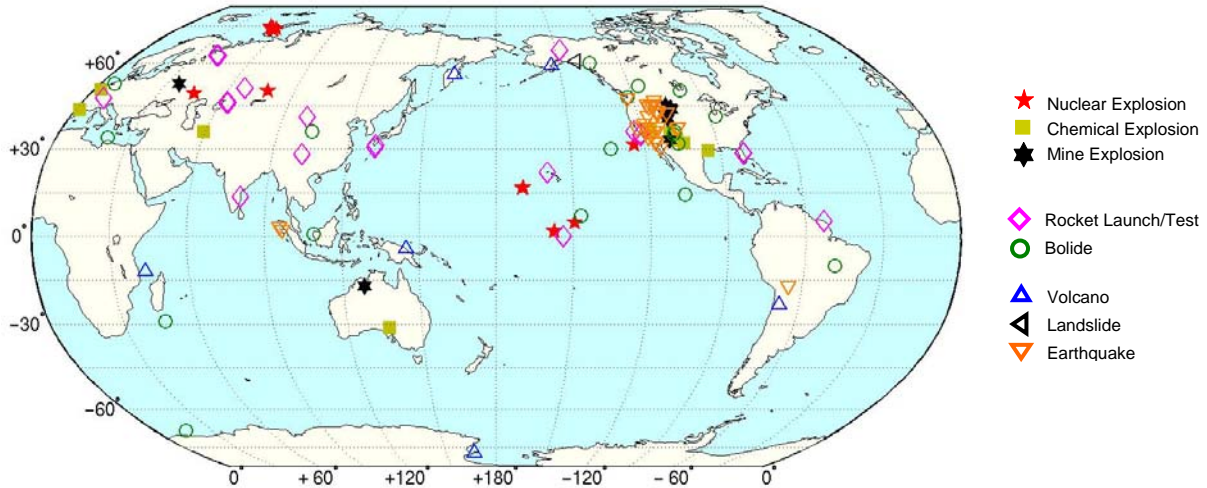 +60°
+30°
0°
−30°
−60°
0° +60° +120° +180° −120° −60° 0°
Nuclear Explosion
Chemical Explosion
Mine Explosion
Rocket Launch/Test
Bolide
Volcano
Landslide
Earthquake